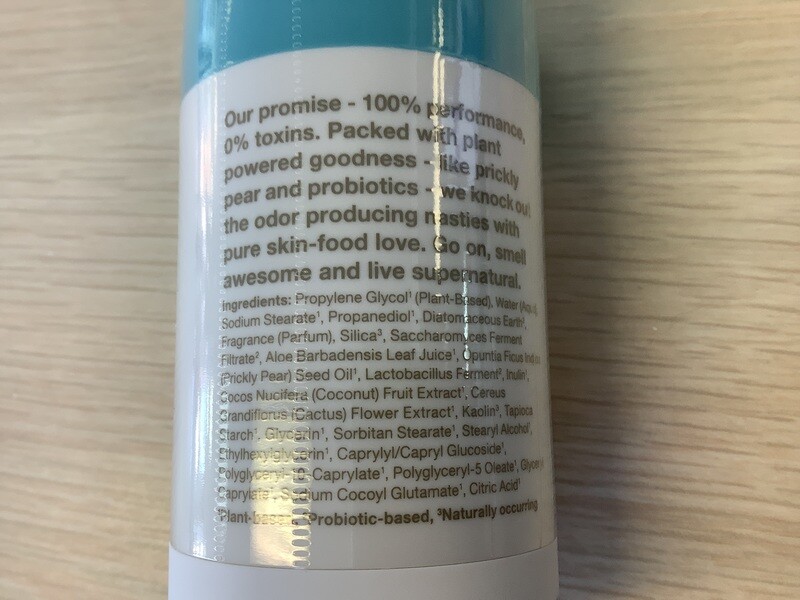 Our promise - 100% performance,
0% toxins. Packed with plant
powered goodness - like prickly
pear and probiotics - we knock out
the odor producing nasties with
pure skin-food love. Go on, smell
awesome and live supernatural.
Ingredients: Propylene Glycol¹ (Plant-Based), Water
Sodium Stearate¹, Propanediol¹, Diatomaceous Earth³,
Fragrance (Parfum), Silica³, Saccharomyces Ferment
Filtrate², Aloe Barbadensis Leaf Juice¹, Opuntia Ficus
(Prickly Pear) Seed Oil¹, Lactobacillus Ferment², Inulin¹,
Cocos Nucifera (Coconut) Fruit Extract¹, Cereus
Grandiflorus (Cactus) Flower Extract¹, Kaolin³, Tapioca
Starch¹, Glycerin¹, Sorbitan Stearate¹, Stearyl Alcohol¹,
Ethylhexylglycerin¹, Caprylyl/Capryl Glucoside¹,
Polyglyceryl-10 Caprylate¹, Polyglyceryl-5 Oleate¹, Glyceryl
Caprylate¹, Sodium Cocoyl Glutamate¹, Citric Acid¹
¹Plant-based, ²Probiotic-based, ³Naturally occurring